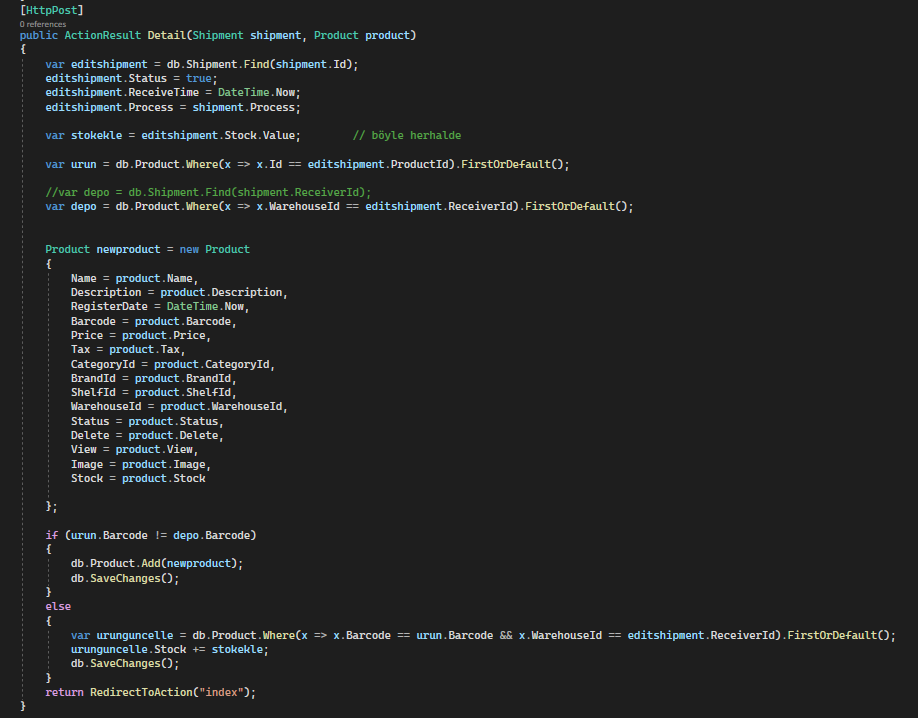 [HttpPost]
0 references
public ActionResult Detail(Shipment shipment, Product product)
{
var editshipment = db.Shipment.Find(shipment.Id);
editshipment.Status = true;
editshipment.ReceiveTime = DateTime.Now;
editshipment.Process = shipment.Process;
var stokekle = editshipment.Stock.Value;        // böyle herhalde
var urun = db.Product.Where(x => x.Id == editshipment.ProductId).FirstOrDefault();
//var depo = db.Shipment.Find(shipment.ReceiverId);
var depo = db.Product.Where(x => x.WarehouseId == editshipment.ReceiverId).FirstOrDefault();
Product newproduct = new Product
{
Name = product.Name,
Description = product.Description,
RegisterDate = DateTime.Now,
Barcode = product.Barcode,
Price = product.Price,
Tax = product.Tax,
CategoryId = product.CategoryId,
BrandId = product.BrandId,
ShelfId = product.ShelfId,
WarehouseId = product.WarehouseId,
Status = product.Status,
Delete = product.Delete,
View = product.View,
Image = product.Image,
Stock = product.Stock
};
if (urun.Barcode != depo.Barcode)
{
db.Product.Add(newproduct);
db.SaveChanges();
}
else
{
var urunguncelle = db.Product.Where(x => x.Barcode == urun.Barcode && x.WarehouseId == editshipment.ReceiverId).FirstOrDefault();
urunguncelle.Stock += stokekle;
db.SaveChanges();
}
return RedirectToAction("index");
}